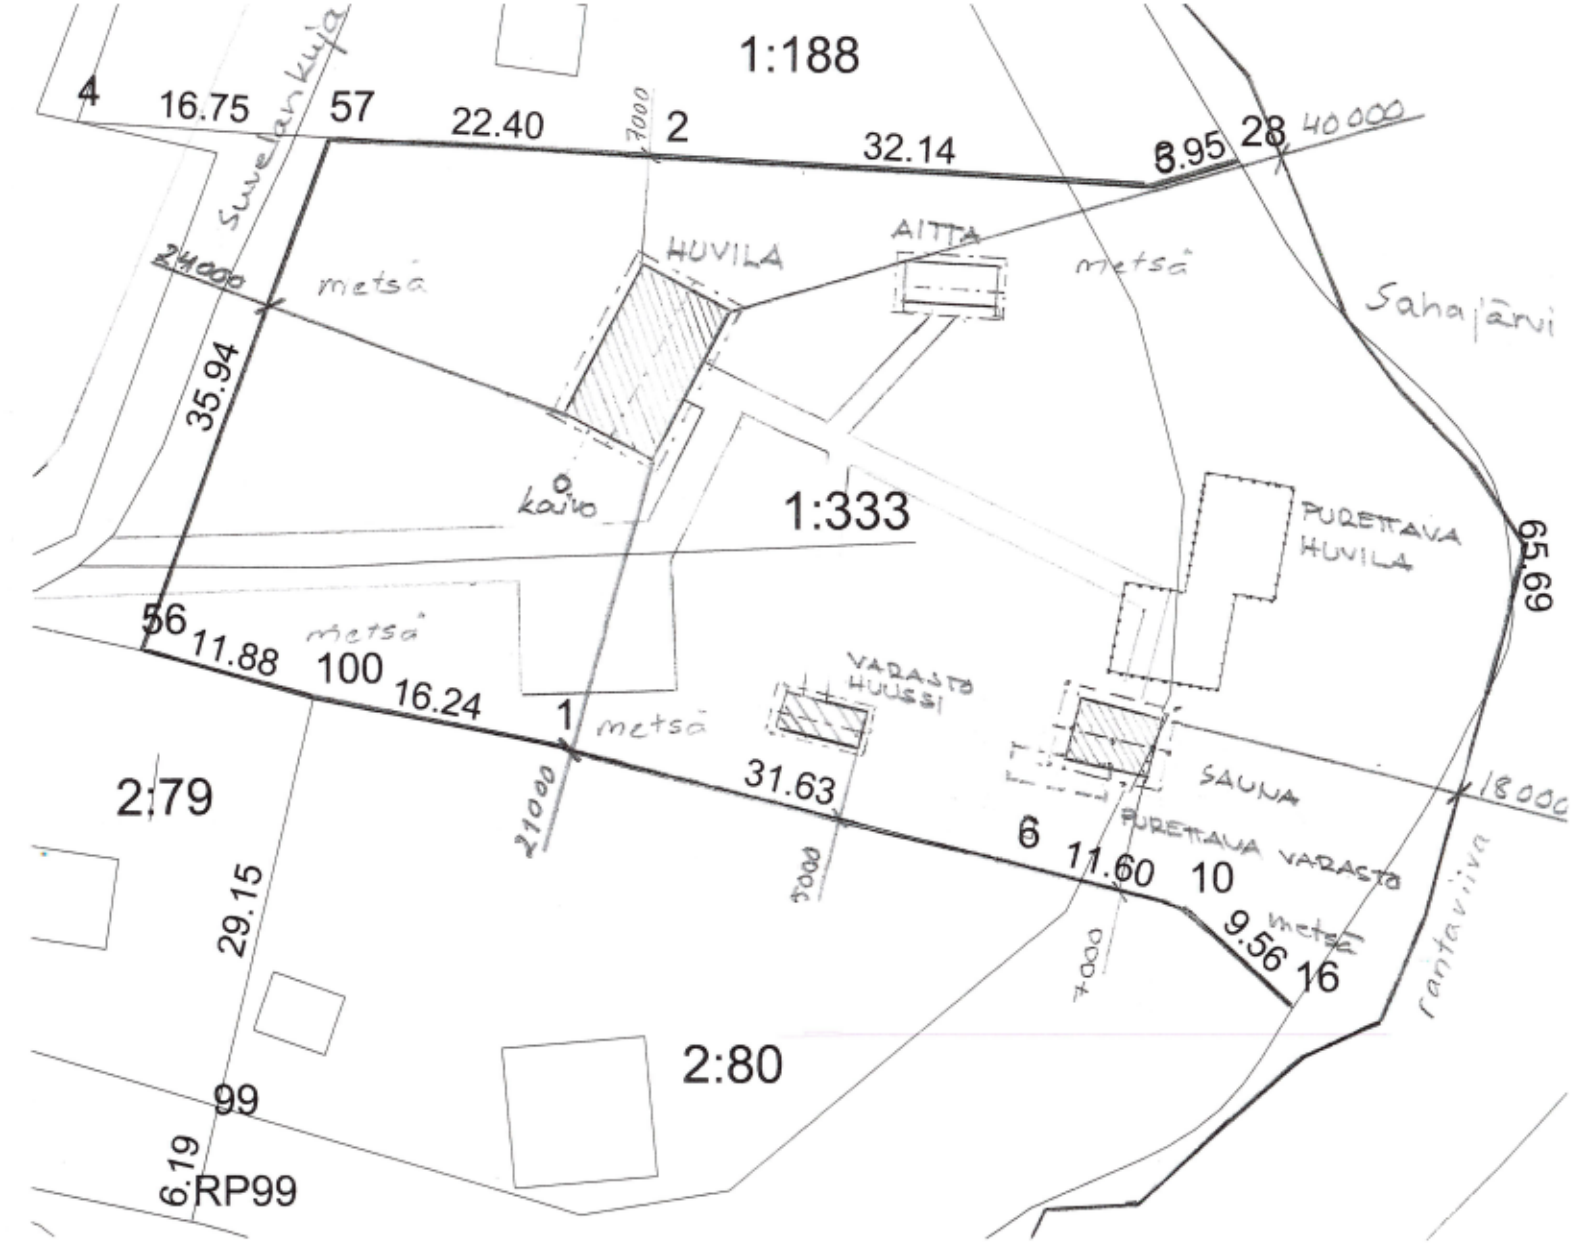 1:188
4
16.75
57
22.40
7000
2
32.14
8.95
28
40000
Suvelankuja
24000
metsä
HUVILA
AITTA
metsä
Sahajärvi
35.94
kaivo
1:333
PURETTAVA
HUVILA
65.69
56
11.88
metsä
100
16.24
1
metsä
VARASTO
HUUSSI
31.63
SAUNA
18000
2:79
21000
5000
6
11.60
PURETTAVA VARASTO
10
metsä
9.56
16
rantaviiva
7000
29.15
2:80
99
6.19
RP99